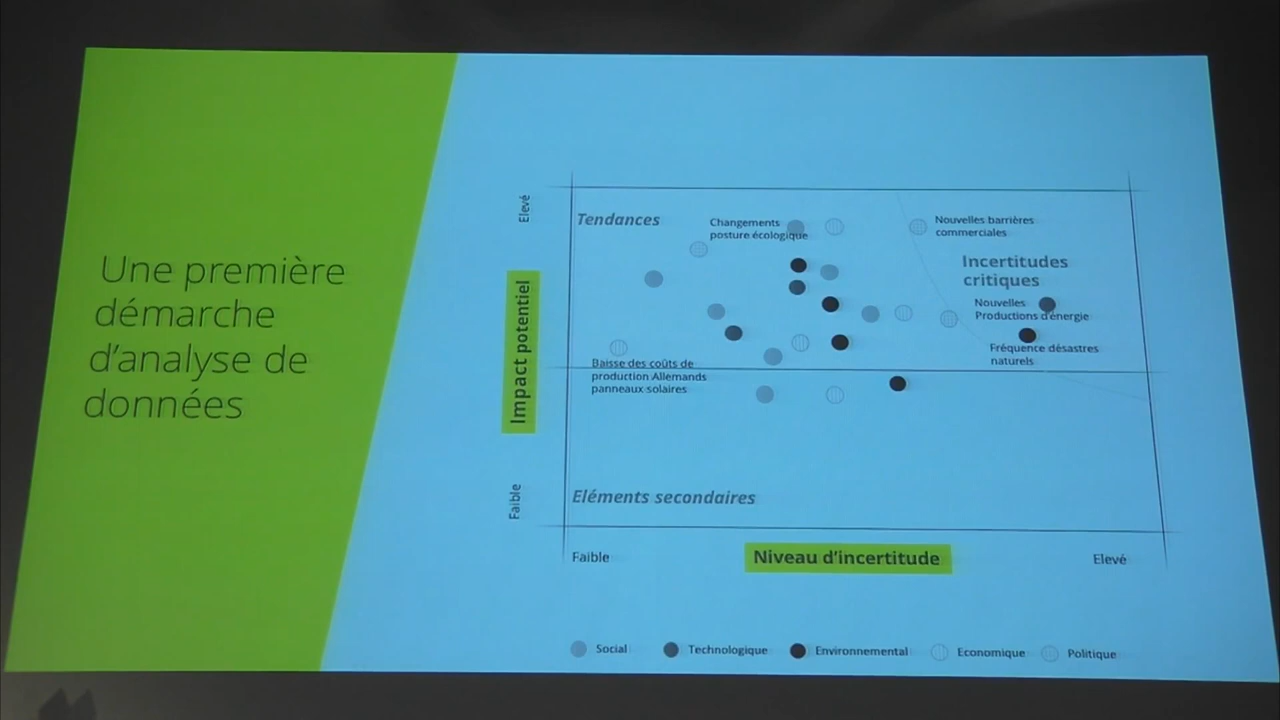 Une première
démarche
d'analyse de
données
Elevé
Impact potentiel
Faible
Tendances
Changements
posture écologique
Nouvelles barrières
commerciales
Incertitudes
critiques
Nouvelles
Productions d'énergie
Fréquence désastres
naturels
Baisse des coûts de
production Allemands
panneaux solaires
Eléments secondaires
Faible
Niveau d'incertitude
Elevé
Social
Technologique
Environnemental
Economique
Politique